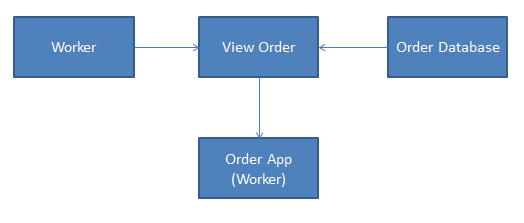 Worker
View Order
Order Database
Order App
(Worker)